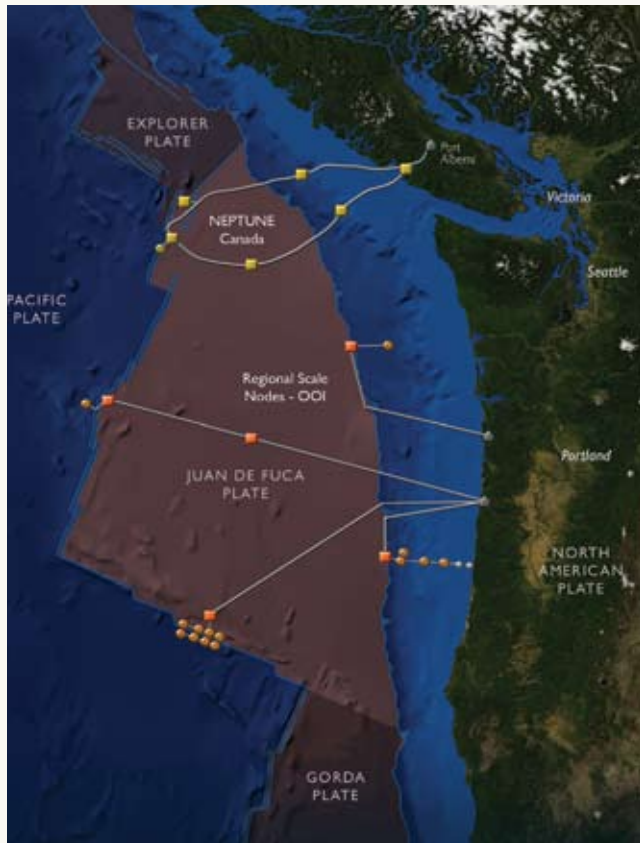 EXPLORER
PLATE
Port
Alberni
NEPTUNE
Canada
Victoria
Seattle
PACIFIC
PLATE
Regional Scale
Nodes - OOI
Portland
JUAN DE FUCA
PLATE
NORTH
AMERICAN
PLATE
GORDA
PLATE